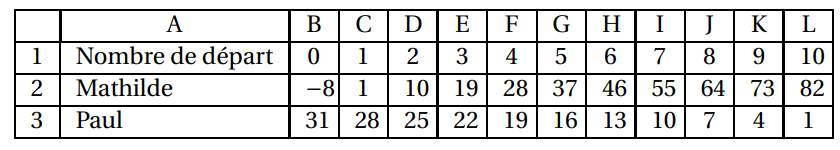 A B C D E F G H I J K L
1 Nombre de départ 0 1 2 3 4 5 6 7 8 9 10
2 Mathilde −8 1 10 19 28 37 46 55 64 73 82
3 Paul 31 28 25 22 19 16 13 10 7 4 1